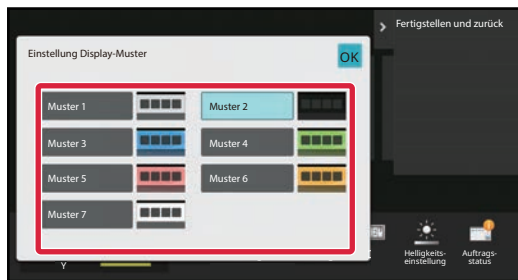 Fertigstellen und zurück
Einstellung Display-Muster
OK
Muster 1
Muster 2
Muster 3
Muster 4
Muster 5
Muster 6
Muster 7
Y
Helligkeits-
einstellung
Auftrags-
status